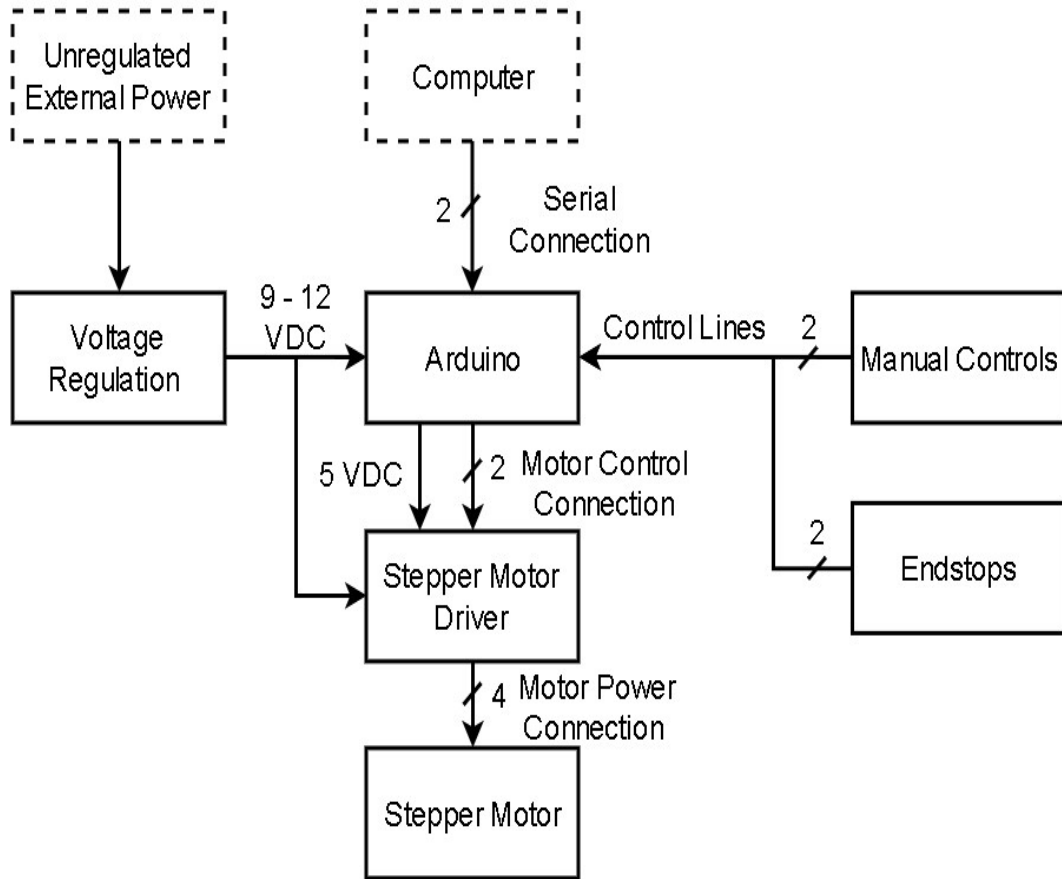 Unregulated
External Power
Computer
2
Serial
Connection
9 - 12
VDC
Voltage
Regulation
Arduino
Control Lines
2
Manual Controls
5 VDC
2
Motor Control
Connection
2
Endstops
Stepper Motor
Driver
4
Motor Power
Connection
Stepper Motor